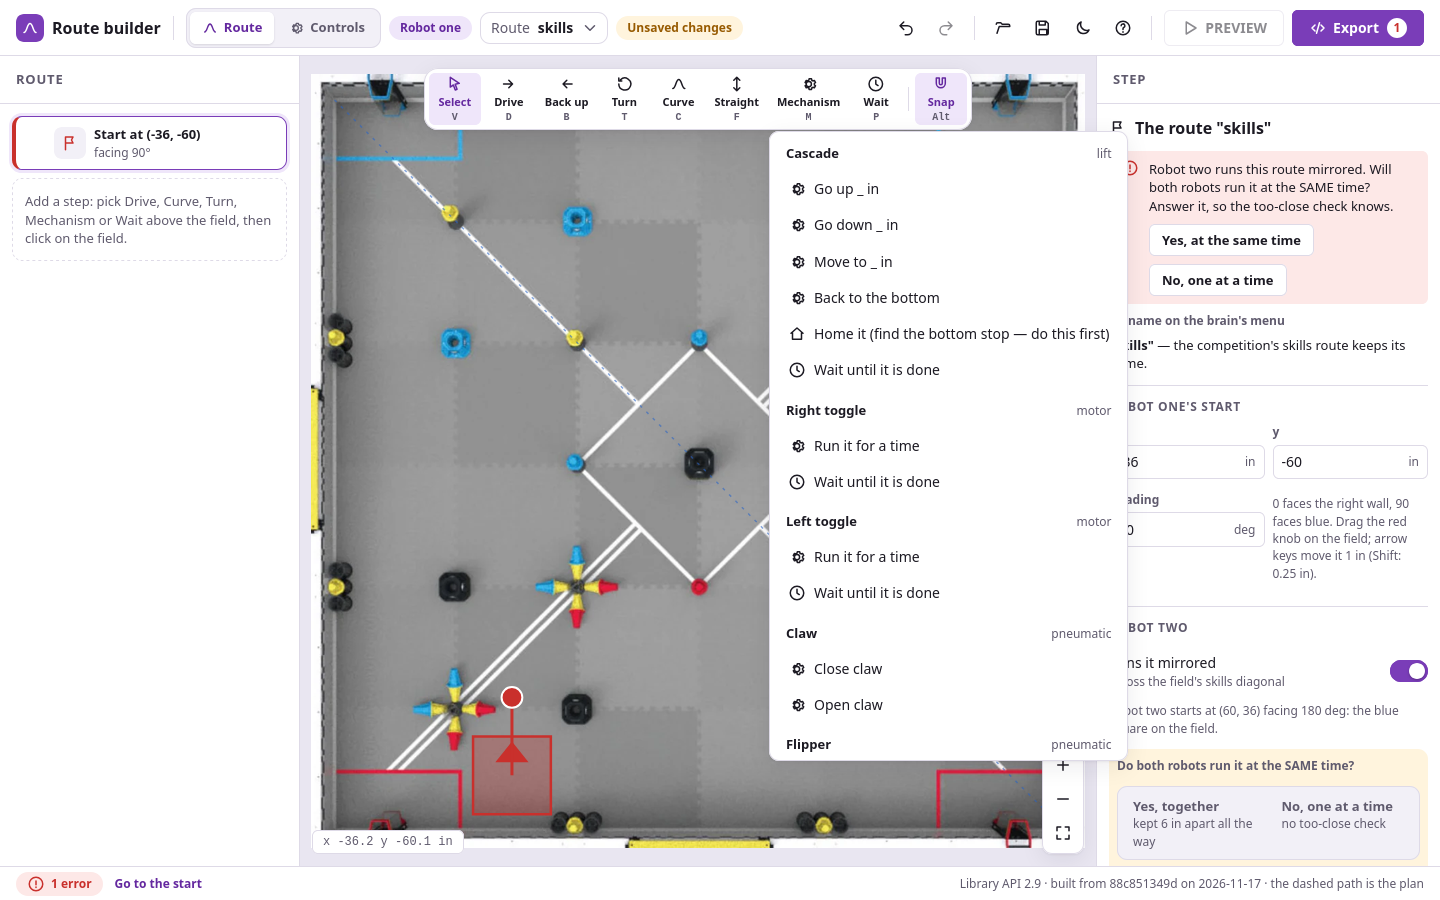 Route builder
Route
Controls
Robot one
Route skills
Unsaved changes
PREVIEW
Export 1
ROUTE
Start at (-36, -60)
facing 90°
Add a step: pick Drive, Curve, Turn,
Mechanism or Wait above the field, then
click on the field.
Select Drive Back up Turn Curve Straight Mechanism Wait Snap
V D B T C F M P Alt
Cascade lift
Go up _ in
Go down _ in
Move to _ in
Back to the bottom
Home it (find the bottom stop — do this first)
Wait until it is done
Right toggle motor
Run it for a time
Wait until it is done
Left toggle motor
Run it for a time
Wait until it is done
Claw pneumatic
Close claw
Open claw
Flipper pneumatic
x -36.2 y -60.1 in
STEP
The route "skills"
Robot two runs this route mirrored. Will
both robots run it at the SAME time?
Answer it, so the too-close check knows.
Yes, at the same time
No, one at a time
name on the brain's menu
— the competition's skills route keeps its
START
y
in -60 in
deg
0 faces the right wall, 90
faces blue. Drag the red
knob on the field; arrow
keys move it 1 in (Shift:
0.25 in).
TWO
it mirrored
the field's skills diagonal
two starts at (60, 36) facing 180 deg: the blue
on the field.
Do both robots run it at the SAME time?
Yes, together
kept 6 in apart all the
way
No, one at a time
no too-close check
1 error
Go to the start
Library API 2.9 · built from 88c851349d on 2026-11-17 · the dashed path is the plan